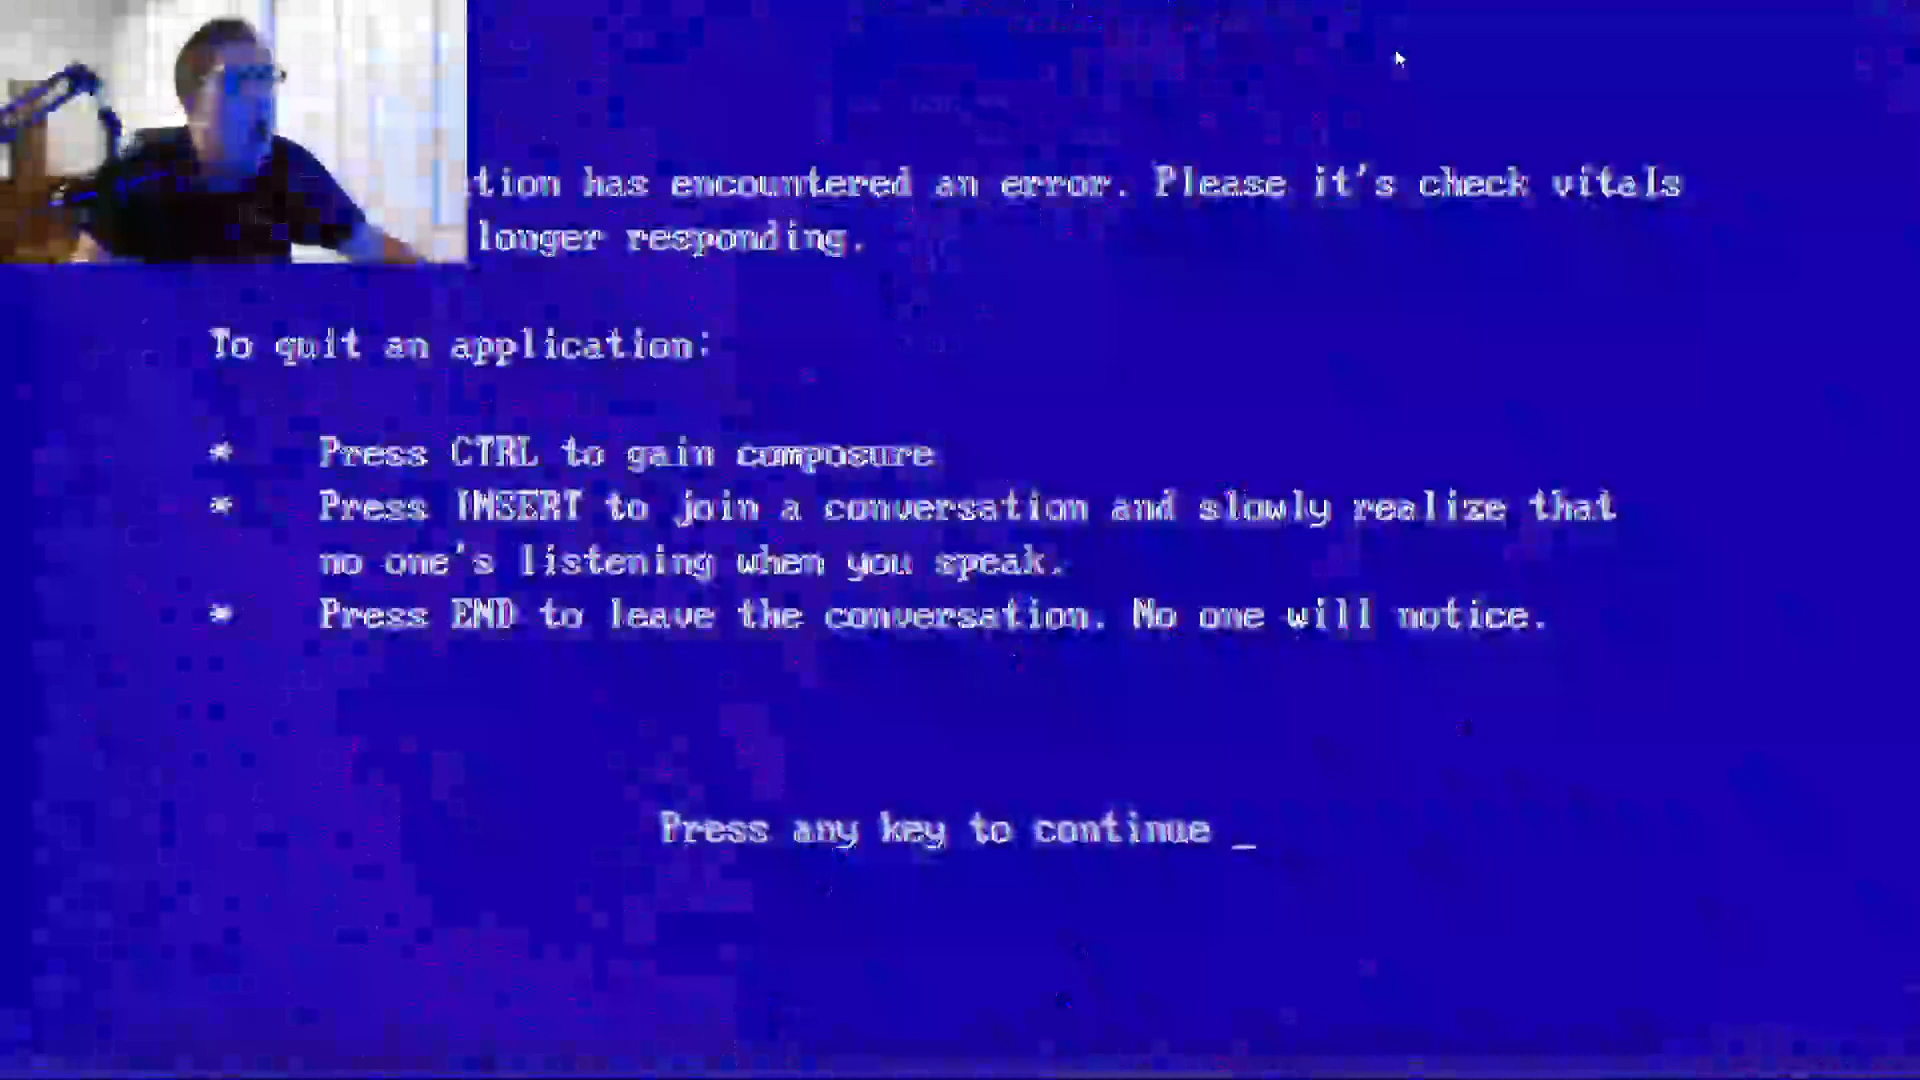 tion has encountered an error. Please it's check vitals
longer responding.
To quit an application:
* Press CTRL to gain composure
* Press INSERT to join a conversation and slowly realize that
no one's listening when you speak.
* Press END to leave the conversation. No one will notice.
Press any key to continue _